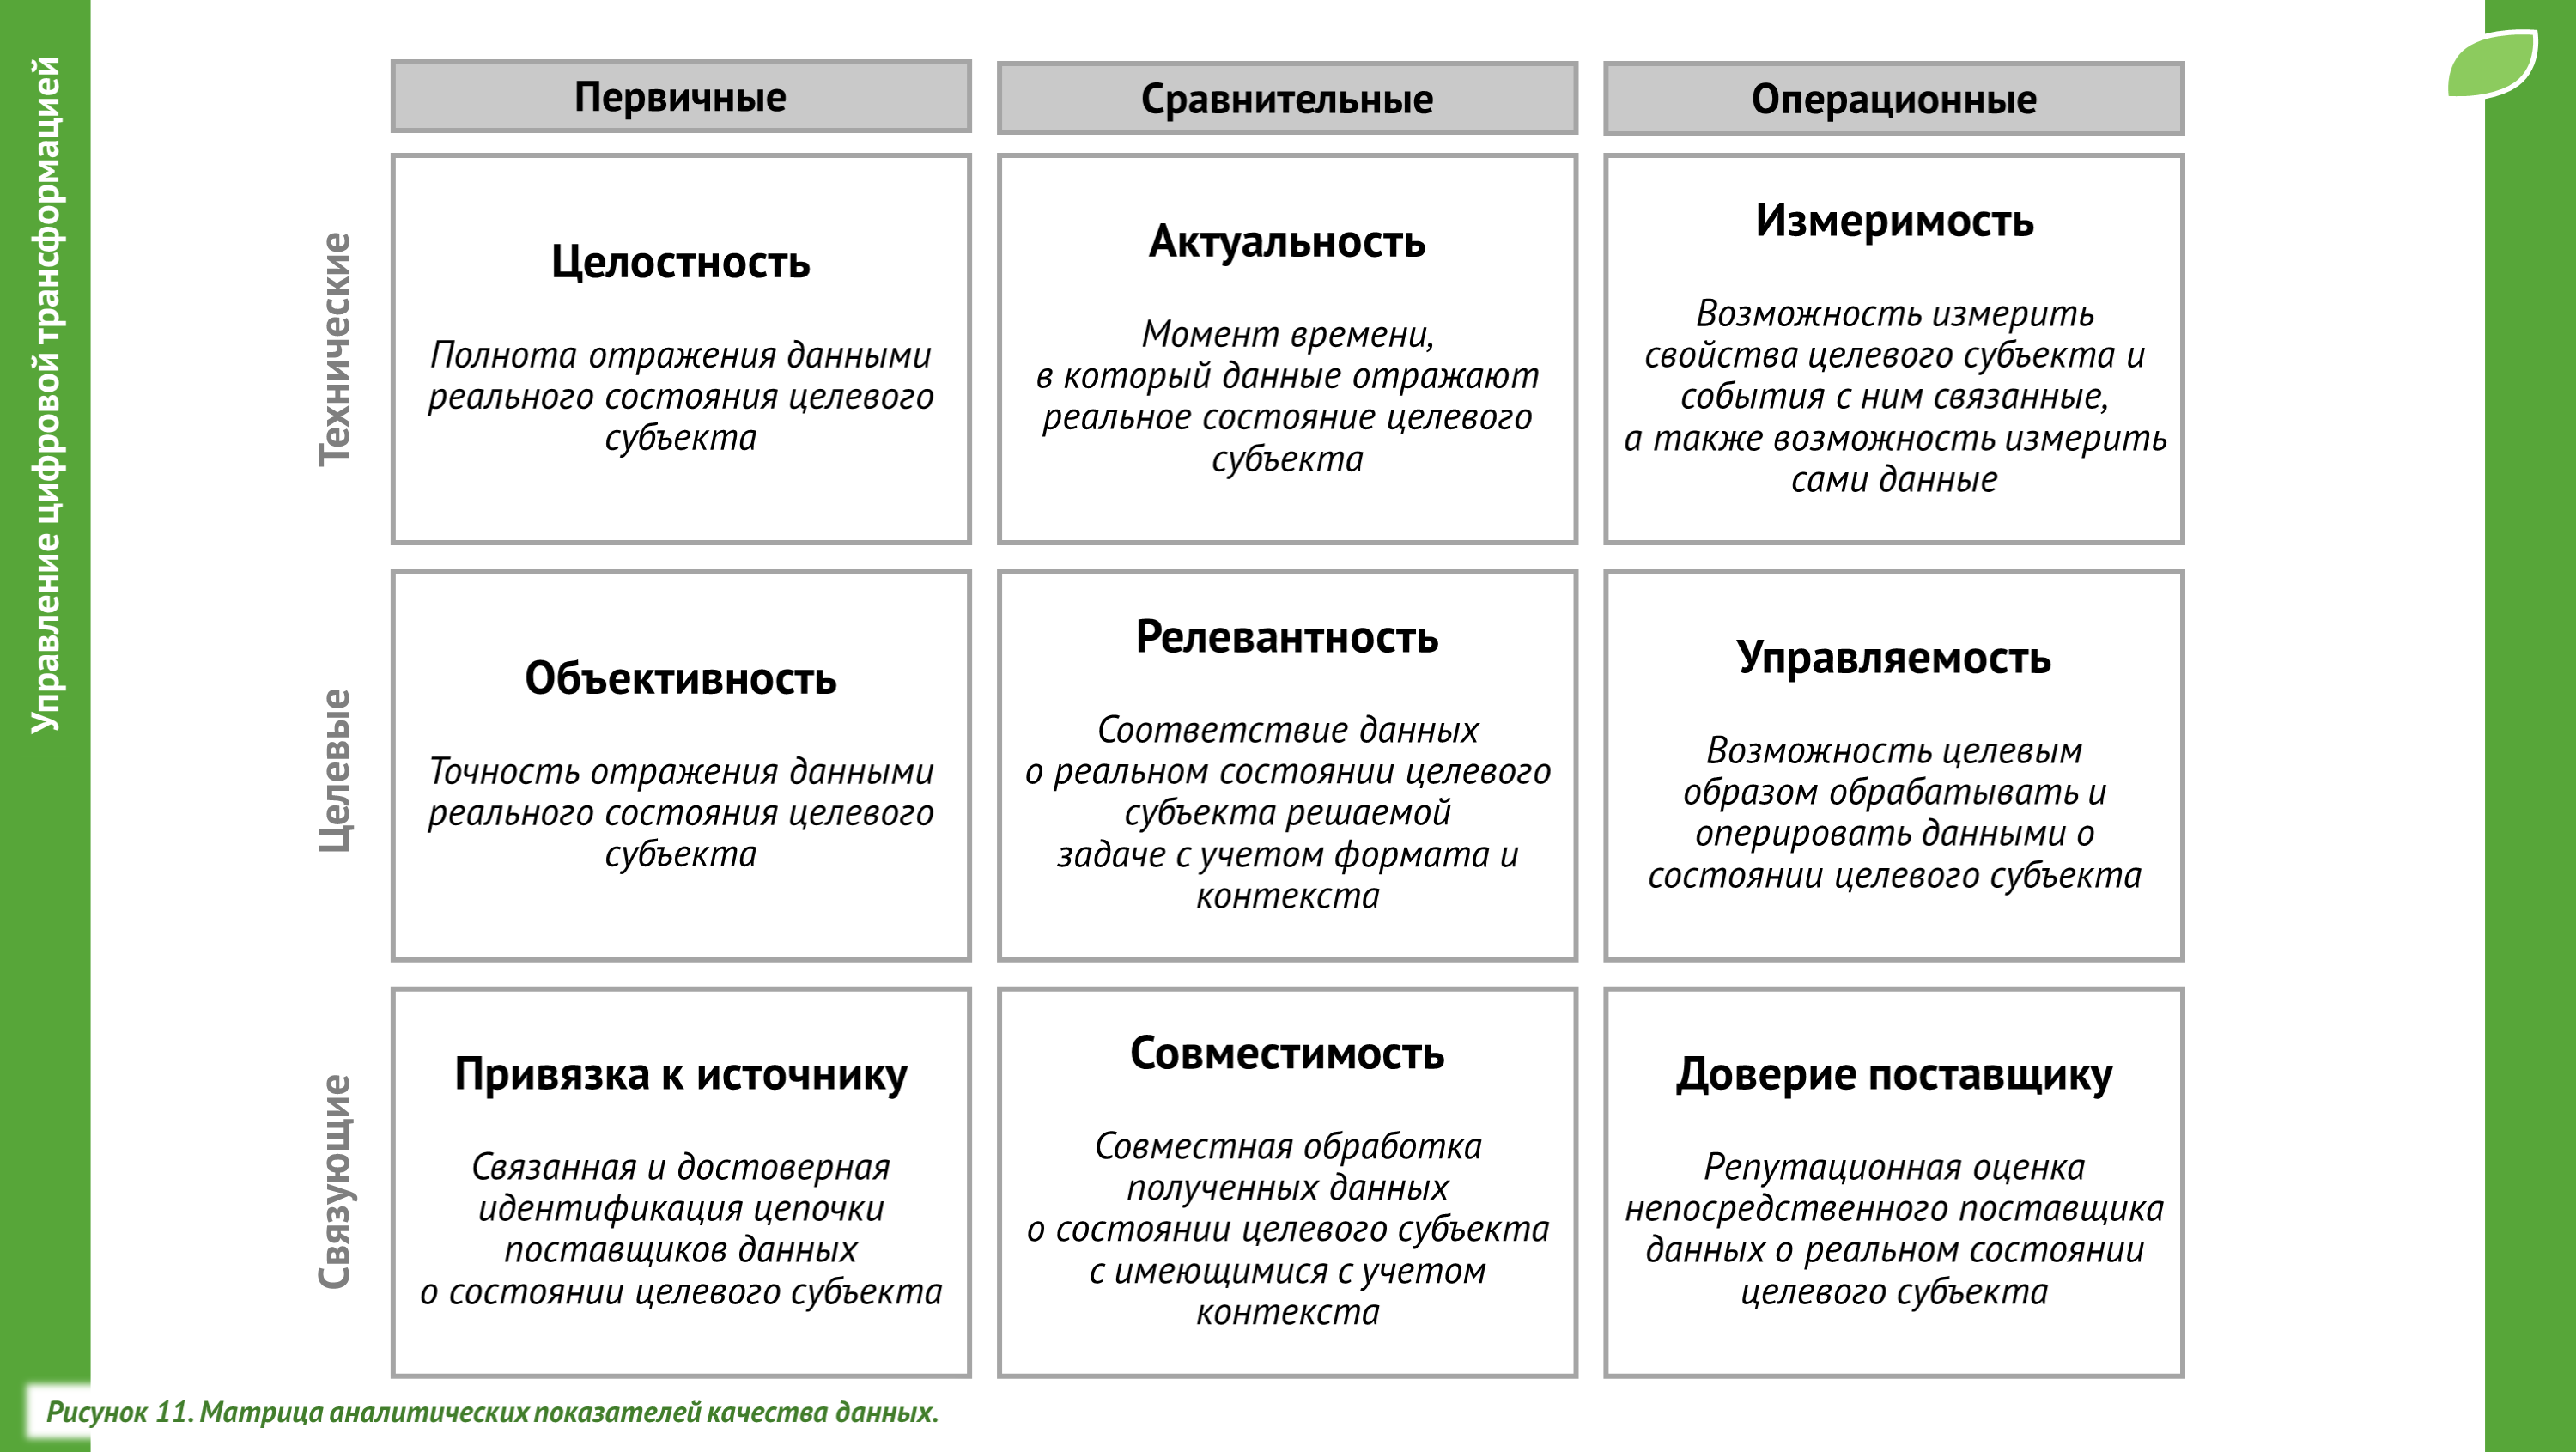 Управление цифровой трансформацией
Первичные
Сравнительные
Операционные
Технические
Целостность
Полнота отражения данными
реального состояния целевого
субъекта
Актуальность
Момент времени,
в который данные отражают
реальное состояние целевого
субъекта
Измеримость
Возможность измерить
свойства целевого субъекта и
события с ним связанные,
а также возможность измерить
сами данные
Целевые
Объективность
Точность отражения данными
реального состояния целевого
субъекта
Релевантность
Соответствие данных
о реальном состоянии целевого
субъекта решаемой
задаче с учетом формата и
контекста
Управляемость
Возможность целевым
образом обрабатывать и
оперировать данными о
состоянии целевого субъекта
Связующие
Привязка к источнику
Связанная и достоверная
идентификация цепочки
поставщиков данных
о состоянии целевого субъекта
Совместимость
Совместная обработка
полученных данных
о состоянии целевого субъекта
с имеющимися с учетом
контекста
Доверие поставщику
Репутационная оценка
непосредственного поставщика
данных о реальном состоянии
целевого субъекта
Рисунок 11. Матрица аналитических показателей качества данных.